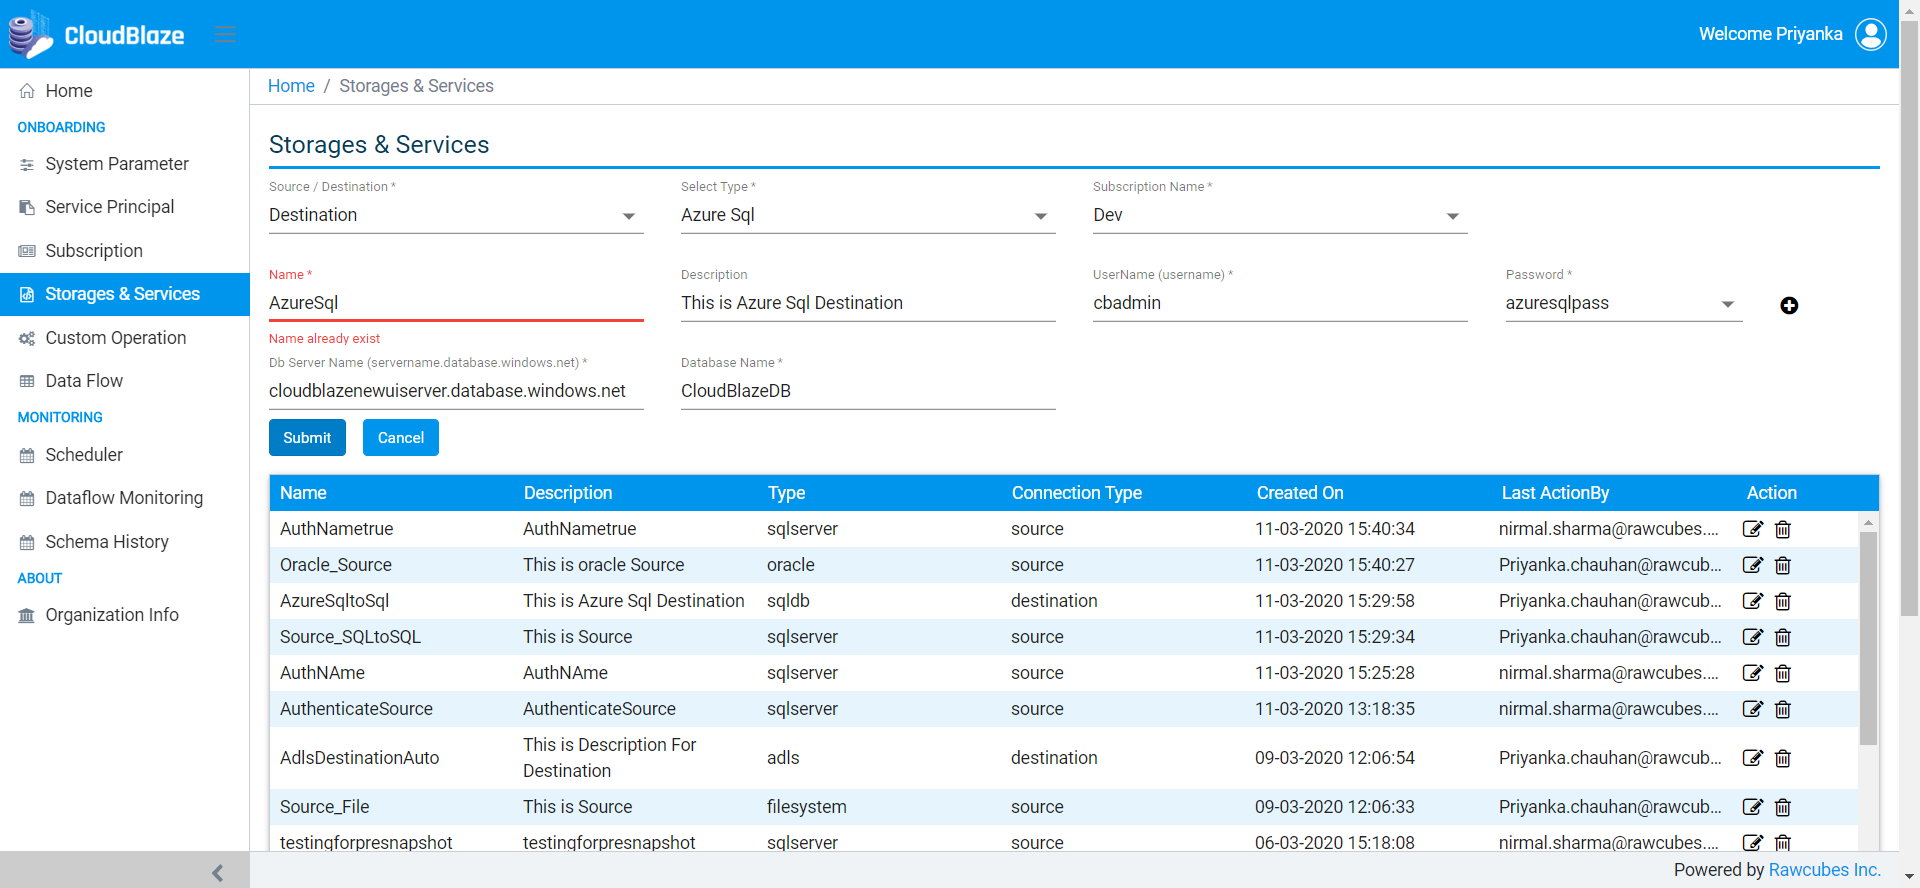 CloudBlaze
Welcome Priyanka
Home
ONBOARDING
System Parameter
Service Principal
Subscription
Storages & Services
Custom Operation
Data Flow
MONITORING
Scheduler
Dataflow Monitoring
Schema History
ABOUT
Organization Info
Home / Storages & Services
Storages & Services
Source / Destination * Select Type * Subscription Name *
Destination Azure Sql Dev
Name * Description UserName (username) * Password *
AzureSql This is Azure Sql Destination cbadmin azuresqlpass
Name already exist
Db Server Name (servername.database.windows.net) * Database Name *
cloudblazenewuiserver.database.windows.net CloudBlazeDB
Submit Cancel
Name Description Type Connection Type Created On Last ActionBy Action
AuthNametrue AuthNametrue sqlserver source 11-03-2020 15:40:34 nirmal.sharma@rawcubes....
Oracle_Source This is oracle Source oracle source 11-03-2020 15:40:27 Priyanka.chauhan@rawcub...
AzureSqltoSql This is Azure Sql Destination sqldb destination 11-03-2020 15:29:58 Priyanka.chauhan@rawcub...
Source_SQLtoSQL This is Source sqlserver source 11-03-2020 15:29:34 Priyanka.chauhan@rawcub...
AuthNAme AuthNAme sqlserver source 11-03-2020 15:25:28 nirmal.sharma@rawcubes....
AuthenticateSource AuthenticateSource sqlserver source 11-03-2020 13:18:35 nirmal.sharma@rawcubes....
AdlsDestinationAuto This is Description For Destination adls destination 09-03-2020 12:06:54 Priyanka.chauhan@rawcub...
Source_File This is Source filesystem source 09-03-2020 12:06:33 Priyanka.chauhan@rawcub...
testingforpresnapshot testingforpresnapshot sqlserver source 06-03-2020 15:18:08 nirmal.sharma@rawcubes....
Powered by Rawcubes Inc.